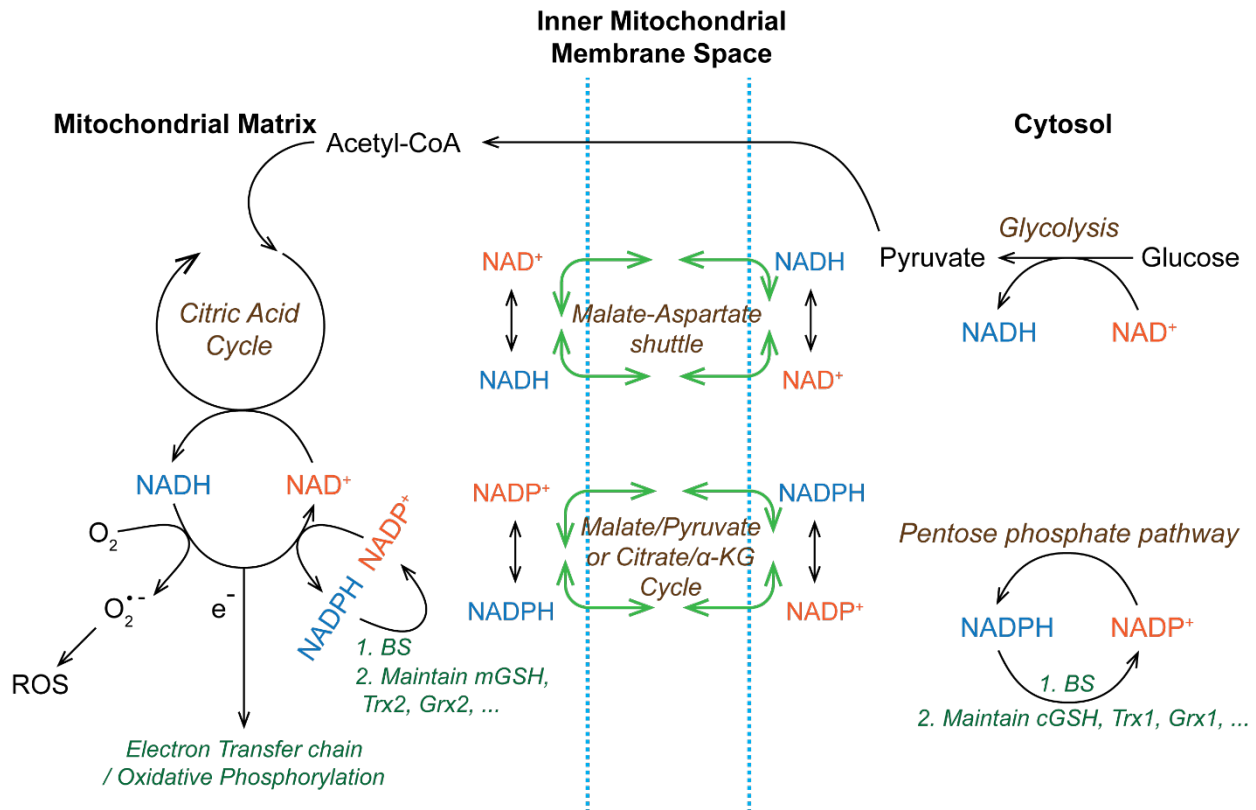 Inner Mitochondrial
Membrane Space
Mitochondrial Matrix
Cytosol
Acetyl-CoA
Glycolysis
Pyruvate
Glucose
NADH
NAD⁺
Citric Acid
Cycle
NAD⁺
NADH
Malate-Aspartate
shuttle
NADH
NAD⁺
NADH
NAD⁺
NADP⁺
NADPH
O₂
O₂•-
ROS
e⁻
1. BS
2. Maintain mGSH,
Trx2, Grx2, ...
Electron Transfer chain
/ Oxidative Phosphorylation
NADP⁺
NADPH
Malate/Pyruvate
or Citrate/α-KG
Cycle
NADPH
NADP⁺
Pentose phosphate pathway
NADPH
NADP⁺
1. BS
2. Maintain cGSH, Trx1, Grx1, ...